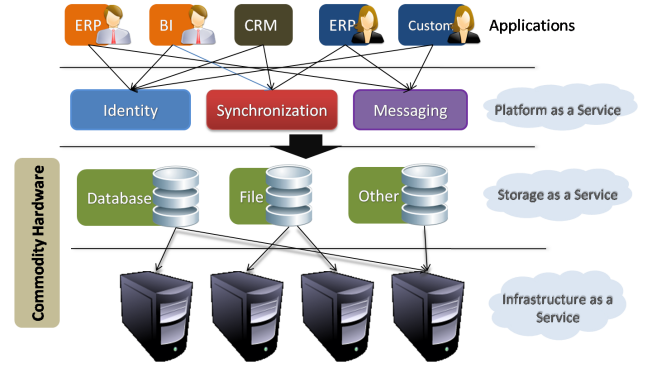 ERP
BI
CRM
ERP
Custom
Applications
Identity
Synchronization
Messaging
Platform as a Service
Commodity Hardware
Database
File
Other
Storage as a Service
Infrastructure as a
Service